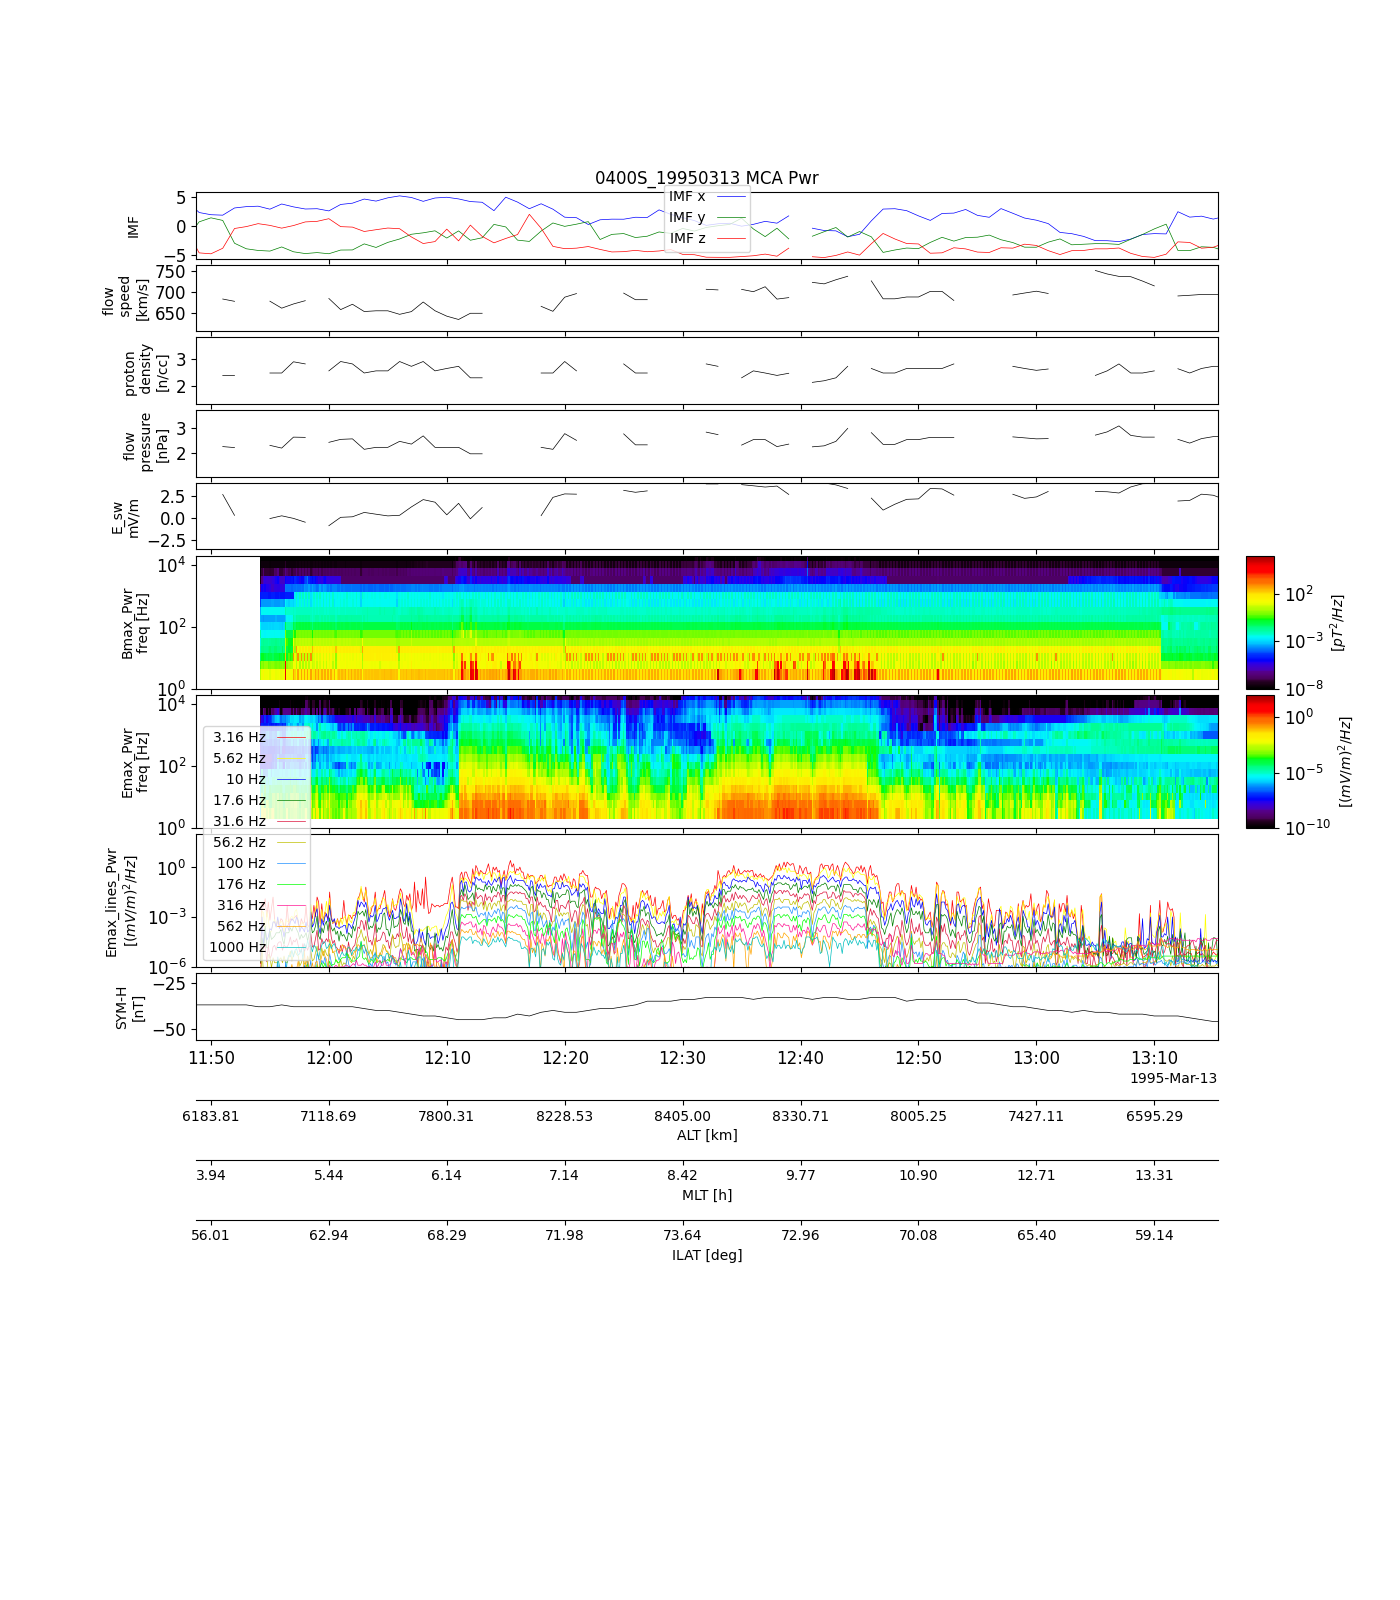 0400S_19950313 MCA Pwr
IMF
5
0
−5
IMF x
IMF y
IMF z
flow
speed
[km/s]
750
700
650
proton
density
[n/cc]
3
2
flow
pressure
[nPa]
3
2
E_sw
mV/m
2.5
0.0
−2.5
Bmax_Pwr
freq [Hz]
10^4
10^2
10^0
10^2
10^−3
10^−8
[pT^2/Hz]
Emax_Pwr
freq [Hz]
10^4
10^2
10^0
10^0
10^−5
10^−10
[(mV/m)^2/Hz]
3.16 Hz
5.62 Hz
10 Hz
17.6 Hz
31.6 Hz
56.2 Hz
100 Hz
176 Hz
316 Hz
562 Hz
1000 Hz
Emax_lines_Pwr
[(mV/m)^2/Hz]
10^0
10^−3
10^−6
SYM-H
[nT]
−25
−50
11:50 12:00 12:10 12:20 12:30 12:40 12:50 13:00 13:10
1995-Mar-13
6183.81 7118.69 7800.31 8228.53 8405.00 8330.71 8005.25 7427.11 6595.29
ALT [km]
3.94 5.44 6.14 7.14 8.42 9.77 10.90 12.71 13.31
MLT [h]
56.01 62.94 68.29 71.98 73.64 72.96 70.08 65.40 59.14
ILAT [deg]